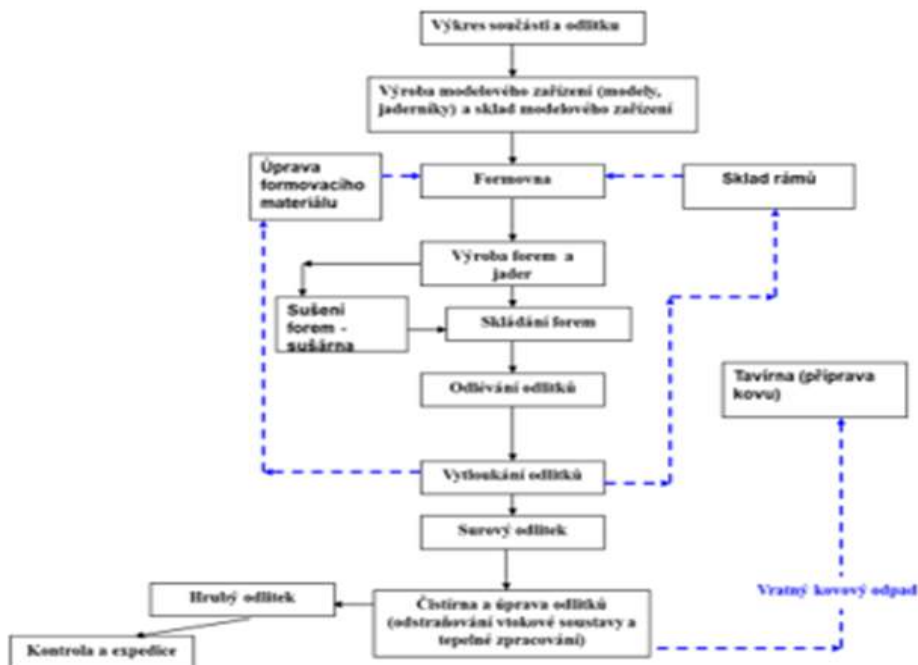 Výkres součásti a odlitku
Výroba modelového zařízení (modely,
jaderníky) a sklad modelového zařízení
Úprava
formovacího
materiálu
Formovna
Sklad rámů
Výroba forem a
jader
Sušení
forem -
sušárna
Skládání forem
Tavírna (příprava
kovu)
Odlévání odlitků
Vytloukání odlitků
Surový odlitek
Vratný kovový odpad
Hrubý odlitek
Čistírna a úprava odlitků
(odstraňování vtokové soustavy a
tepelné zpracování)
Kontrola a expedice